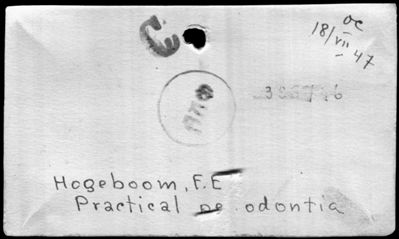 C
oc
18/vii 47
Hogeboom, F.E
Practical pe odontia